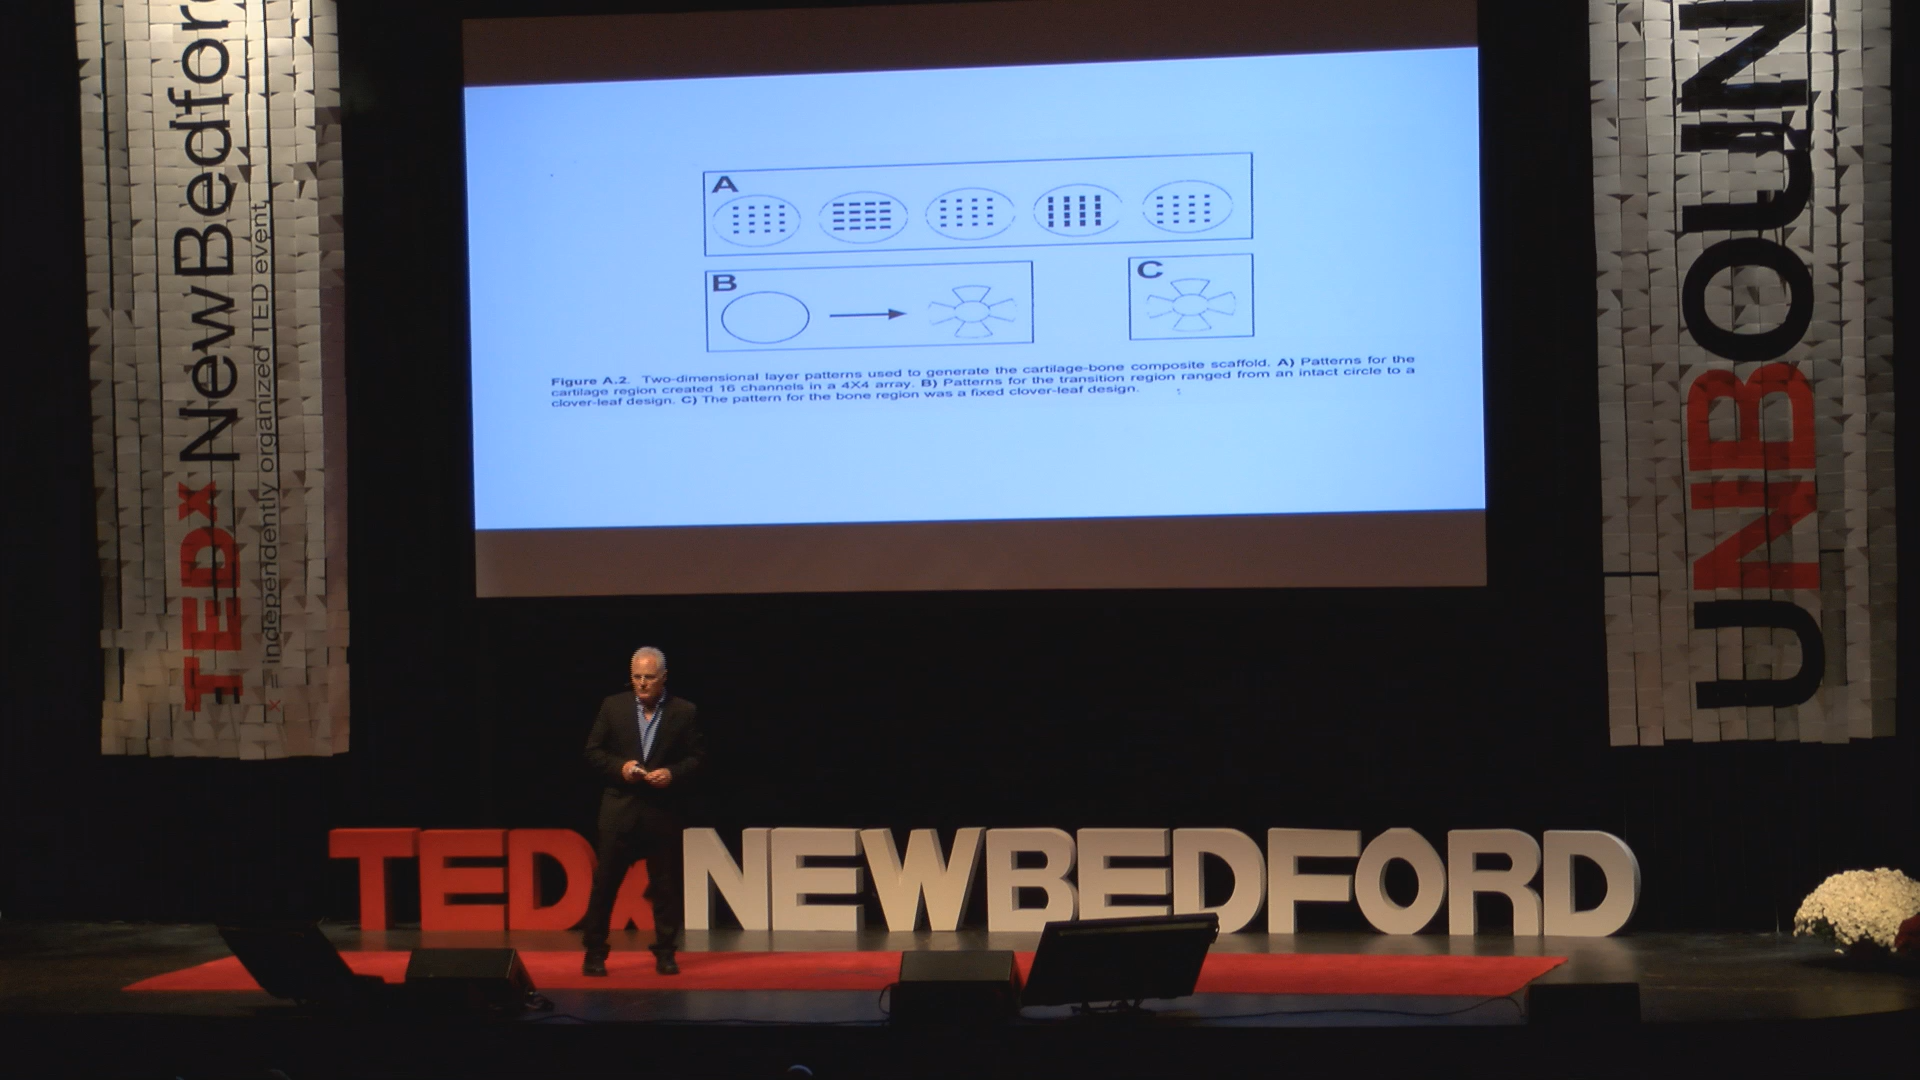 TEDxNewBedfor
x = independently organized TED event
A
B
C
Figure A.2. Two-dimensional layer patterns used to generate the cartilage-bone composite scaffold. A) Patterns for the
cartilage region created 16 channels in a 4X4 array. B) Patterns for the transition region ranged from an intact circle to a
clover-leaf design. C) The pattern for the bone region was a fixed clover-leaf design.
UNBOUN
TEDxNEWBEDFORD